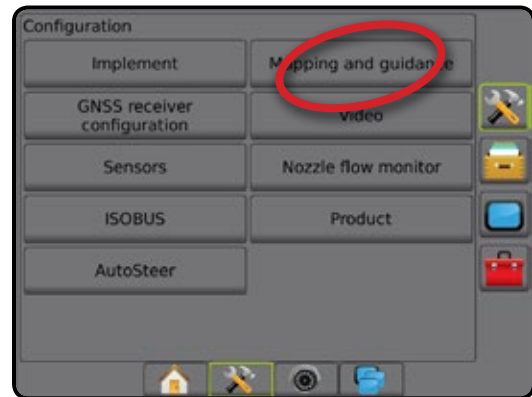 Configuration
Implement
Mapping and guidance
GNSS receiver
configuration
Video
Sensors
Nozzle flow monitor
ISOBUS
Product
AutoSteer